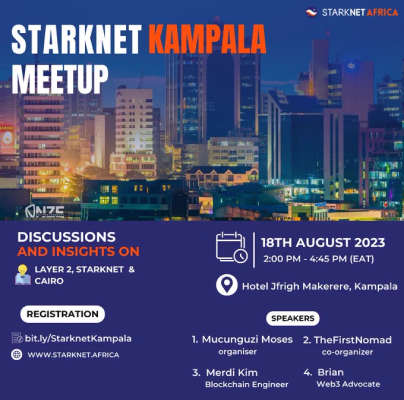 STARKNET AFRICA
STARKNET KAMPALA
MEETUP
NZE
DISCUSSIONS
AND INSIGHTS ON
LAYER 2, STARKNET &
CAIRO
18TH AUGUST 2023
2:00 PM - 4:45 PM (EAT)
Hotel Jfrigh Makerere, Kampala
REGISTRATION
bit.ly/StarknetKampala
WWW.STARKNET.AFRICA
SPEAKERS
1. Mucunguzi Moses
organiser
2. TheFirstNomad
co-organizer
3. Merdi Kim
Blockchain Engineer
4. Brian
Web3 Advocate